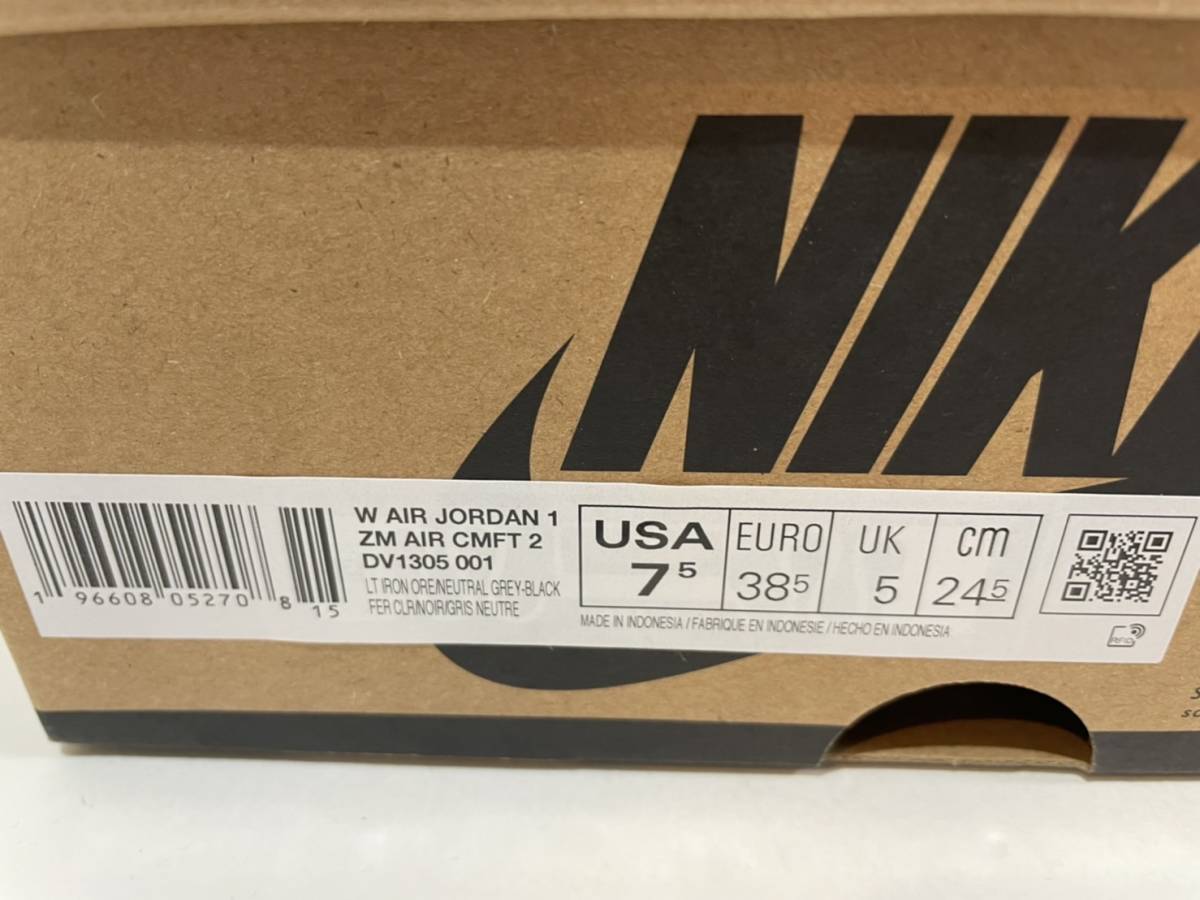 NIK
W AIR JORDAN 1
ZM AIR CMFT 2
DV1305 001
LT IRON ORE/NEUTRAL GREY-BLACK
FER CLR/NOIR/GRIS NEUTRE
1 96608 05270 8 15
USA EURO UK cm
7⁵ 38⁵ 5 24⁵
MADE IN INDONESIA / FABRIQUE EN INDONESIE / HECHO EN INDONESIA
RFID